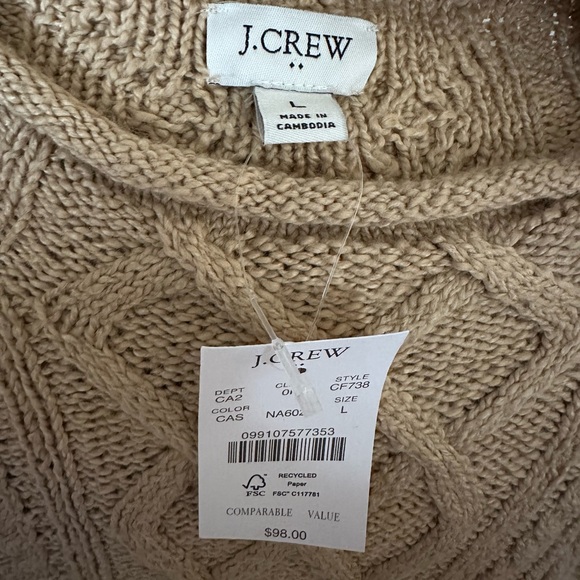 J.CREW
L
MADE IN
CAMBODIA
J.CREW
DEPT
CA2
STYLE
CF738
COLOR
CAS
SIZE
L
099107577353
RECYCLED
Paper
FSC
FSC® C117761
COMPARABLE VALUE
$98.00